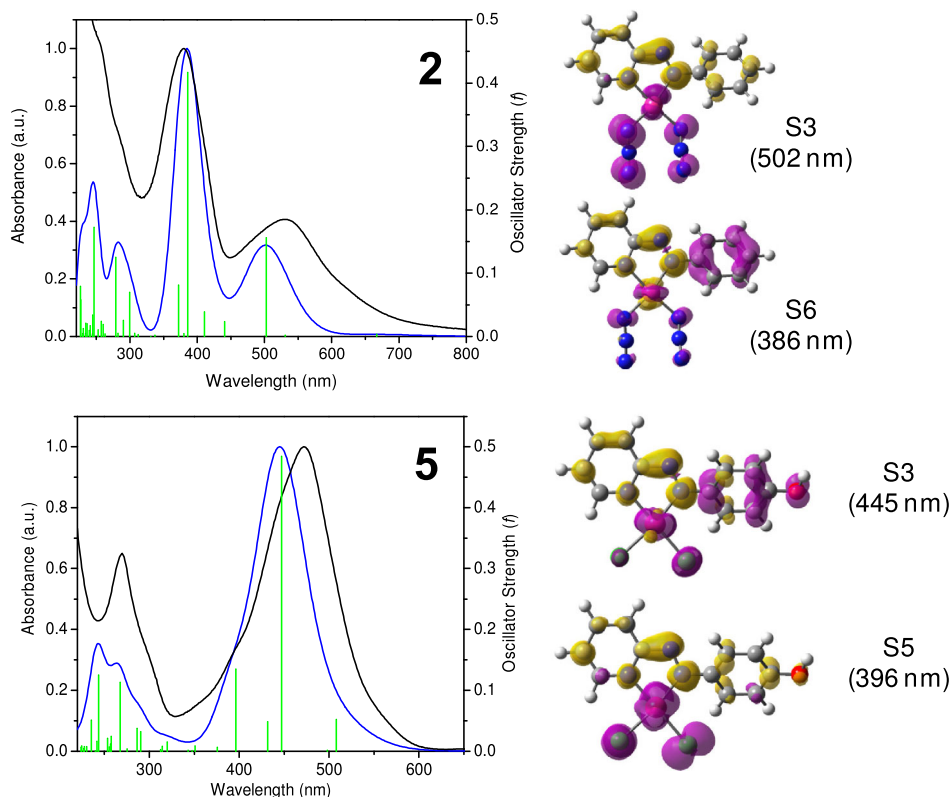 2
Absorbance (a.u.)
1.0
0.8
0.6
0.4
0.2
0.0
0.5
0.4
0.3
0.2
0.1
0.0
Oscillator Strength (f)
300 400 500 600 700 800
Wavelength (nm)
S3
(502 nm)
S6
(386 nm)
5
Absorbance (a.u.)
1.0
0.8
0.6
0.4
0.2
0.0
0.5
0.4
0.3
0.2
0.1
0.0
Oscillator Strength (f)
300 400 500 600
Wavelength (nm)
S3
(445 nm)
S5
(396 nm)